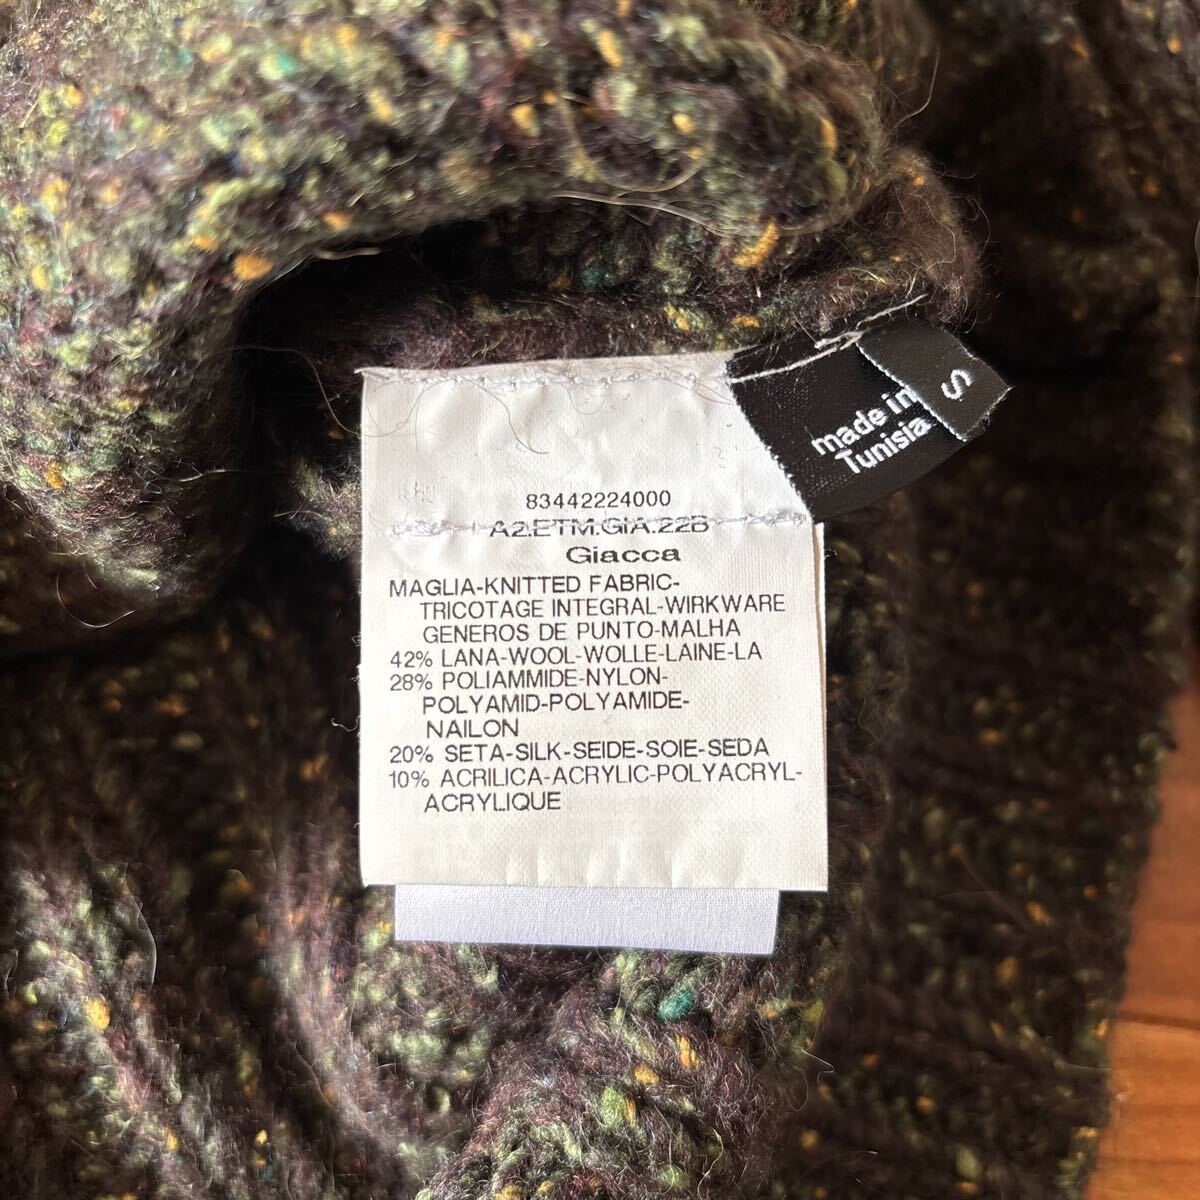 83442224000
A2.ETM.GIA.22B
Giacca
MAGLIA-KNITTED FABRIC-
TRICOTAGE INTEGRAL-WIRKWARE
GENEROS DE PUNTO-MALHA
42% LANA-WOOL-WOLLE-LAINE-LA
28% POLIAMMIDE-NYLON-
POLYAMID-POLYAMIDE-
NAILON
20% SETA-SILK-SEIDE-SOIE-SEDA
10% ACRILICA-ACRYLIC-POLYACRYL-
ACRYLIQUE
made in
Tunisia
S